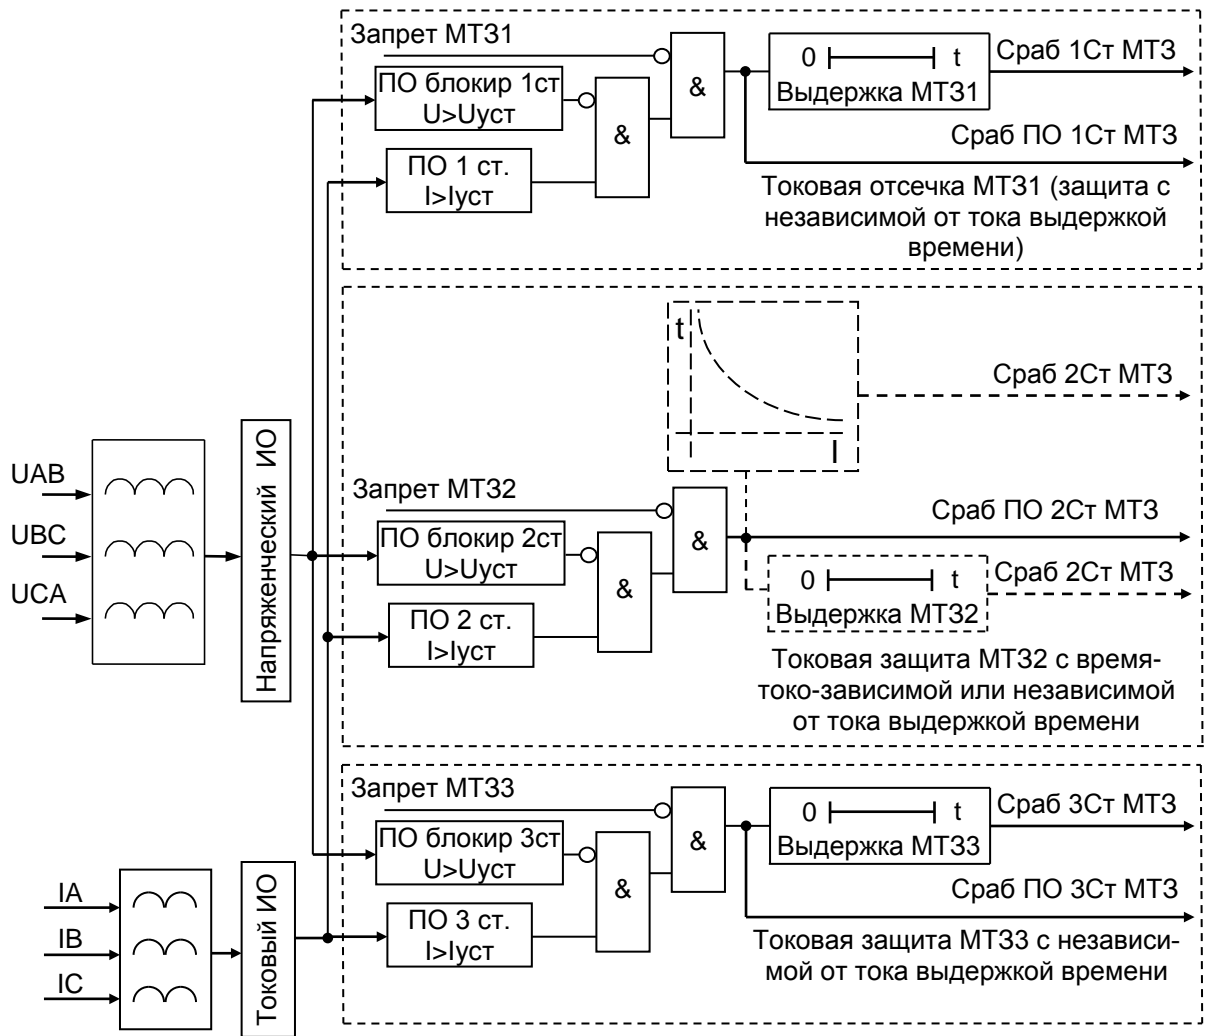 Запрет МТЗ1
ПО блокир 1ст
U>Uуст
ПО 1 ст.
I>Iуст
&
&
0 t
Выдержка МТЗ1
Сраб 1Ст МТЗ
Сраб ПО 1Ст МТЗ
Токовая отсечка МТЗ1 (защита с
независимой от тока выдержкой
времени)
t
I
Сраб 2Ст МТЗ
UAB
UBC
UCA
Напряженческий ИО
Запрет МТЗ2
ПО блокир 2ст
U>Uуст
ПО 2 ст.
I>Iуст
&
&
Сраб ПО 2Ст МТЗ
0 t
Выдержка МТЗ2
Сраб 2Ст МТЗ
Токовая защита МТЗ2 с время-
токо-зависимой или независимой
от тока выдержкой времени
IA
IB
IC
Токовый ИО
Запрет МТЗ3
ПО блокир 3ст
U>Uуст
ПО 3 ст.
I>Iуст
&
&
0 t
Выдержка МТЗ3
Сраб 3Ст МТЗ
Сраб ПО 3Ст МТЗ
Токовая защита МТЗ3 с независи-
мой от тока выдержкой времени